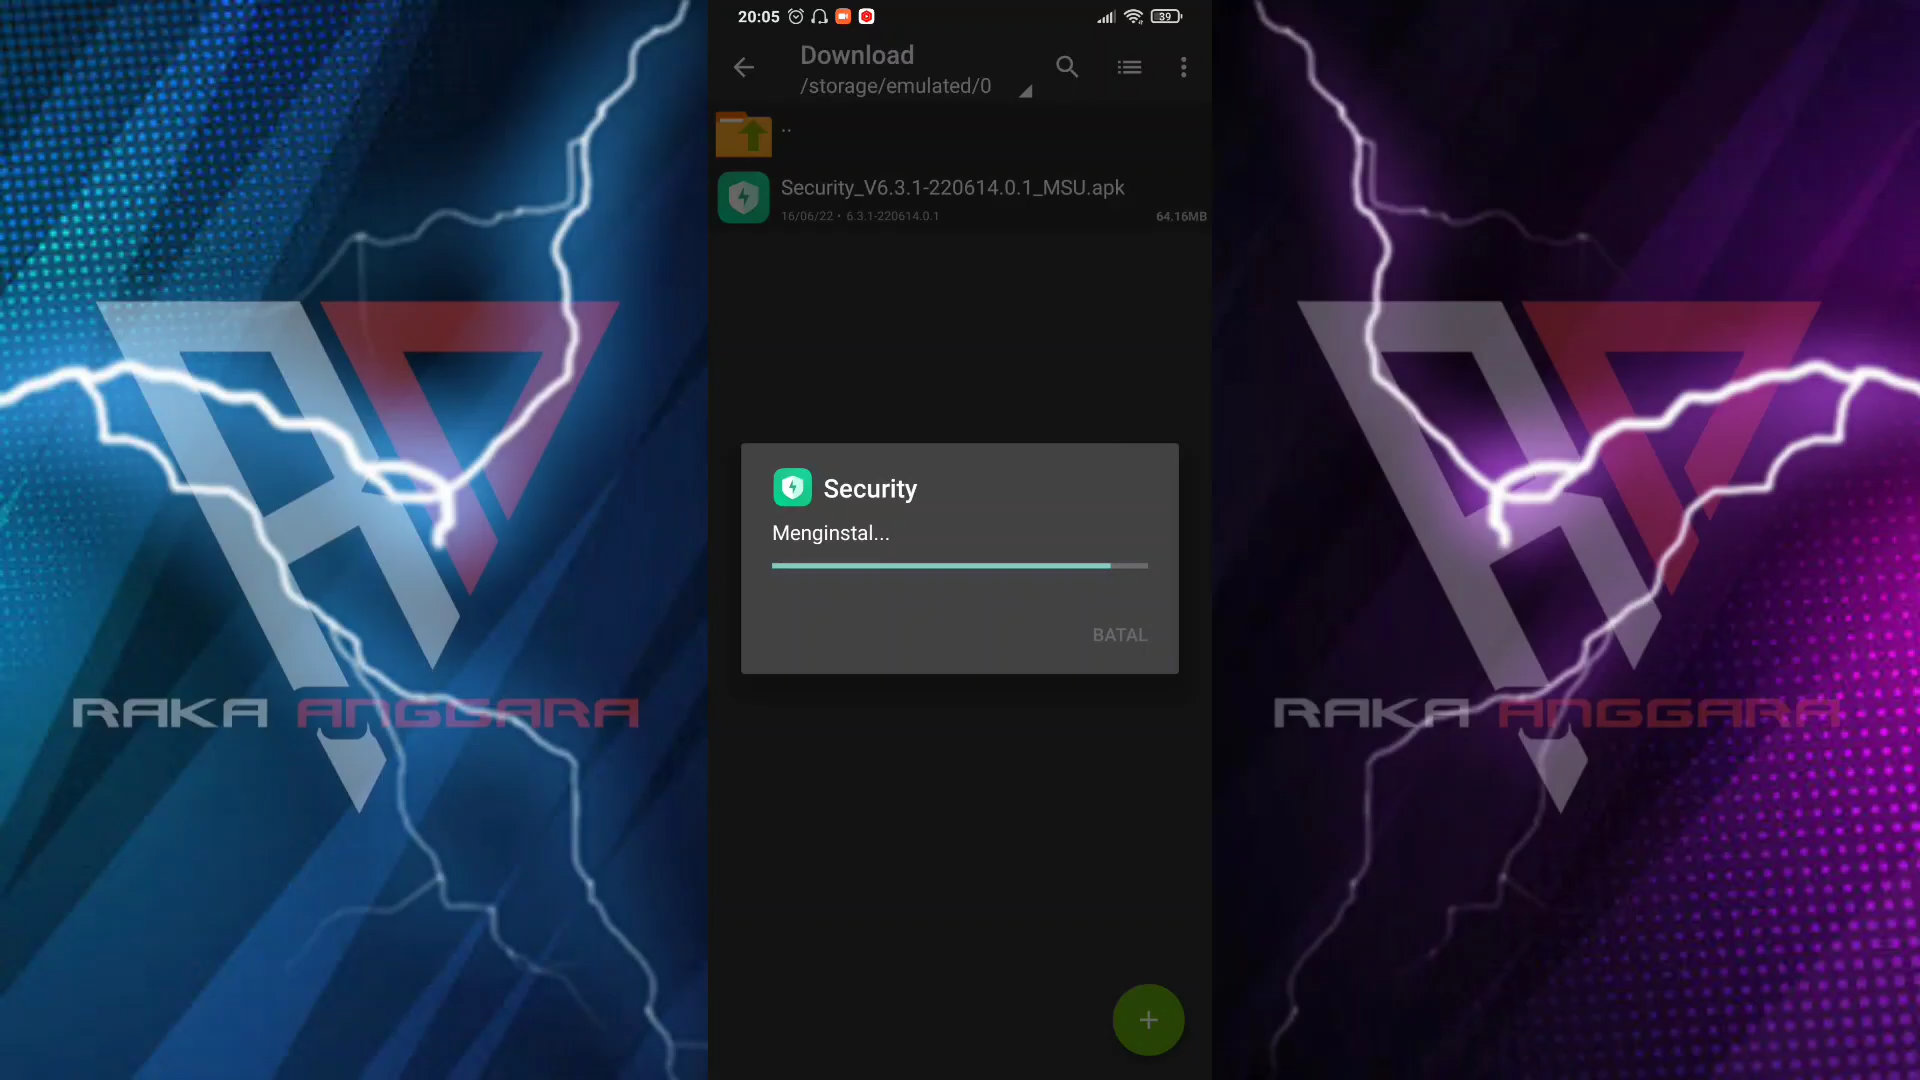 20:05
39
Download
/storage/emulated/0
..
Security_V6.3.1-220614.0.1_MSU.apk
16/06/22 • 6.3.1-220614.0.1
64.16MB
Security
Menginstal...
BATAL
RAKA ANGGARA
RAKA ANGGARA